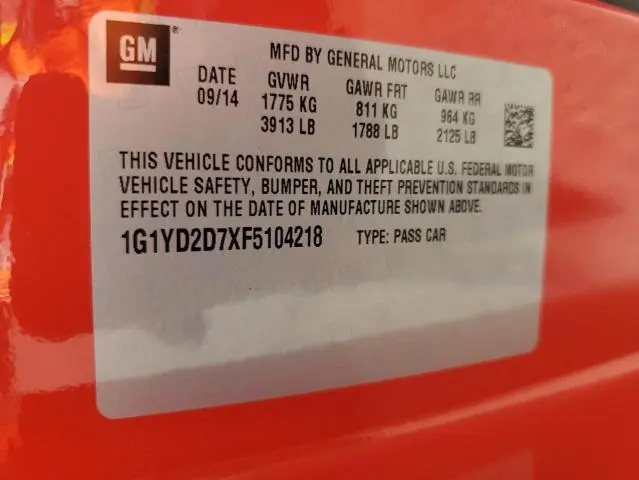 GM
MFD BY GENERAL MOTORS LLC
DATE GVWR GAWR FRT GAWR RR
09/14 1775 KG 811 KG 964 KG
3913 LB 1788 LB 2125 LB
THIS VEHICLE CONFORMS TO ALL APPLICABLE U.S. FEDERAL MOTOR
VEHICLE SAFETY, BUMPER, AND THEFT PREVENTION STANDARDS IN
EFFECT ON THE DATE OF MANUFACTURE SHOWN ABOVE.
1G1YD2D7XF5104218 TYPE: PASS CAR